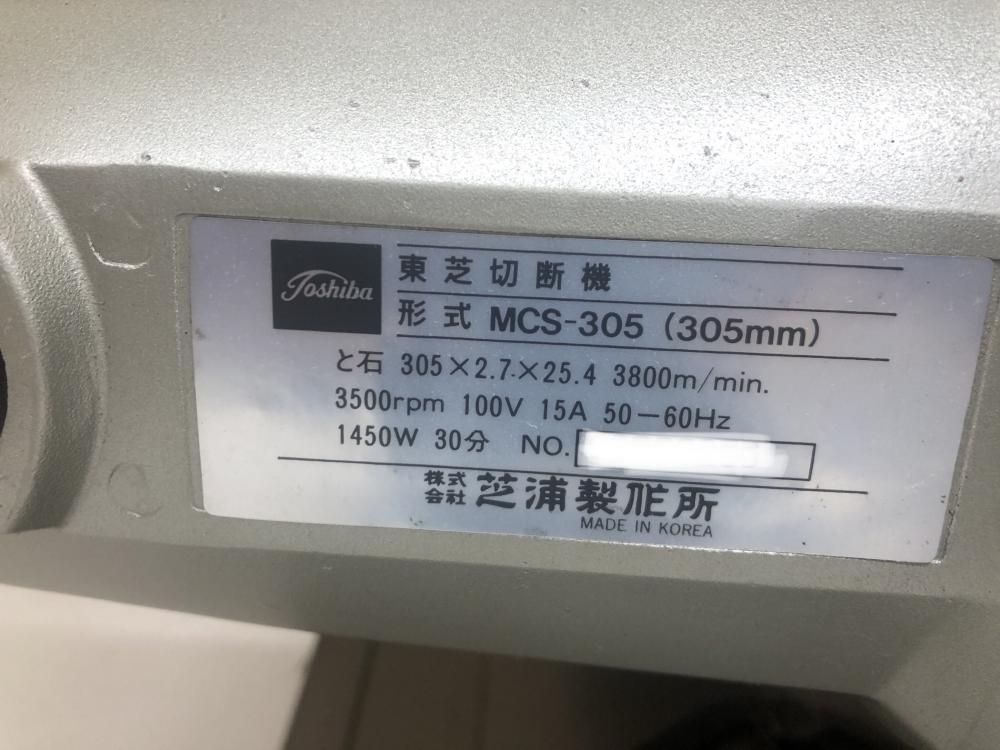 Toshiba
東芝切断機
形式 MCS-305 (305mm)
と石 305×2.7×25.4 3800m/min.
3500rpm 100V 15A 50-60Hz
1450W 30分 NO.
株式会社 芝浦製作所
MADE IN KOREA